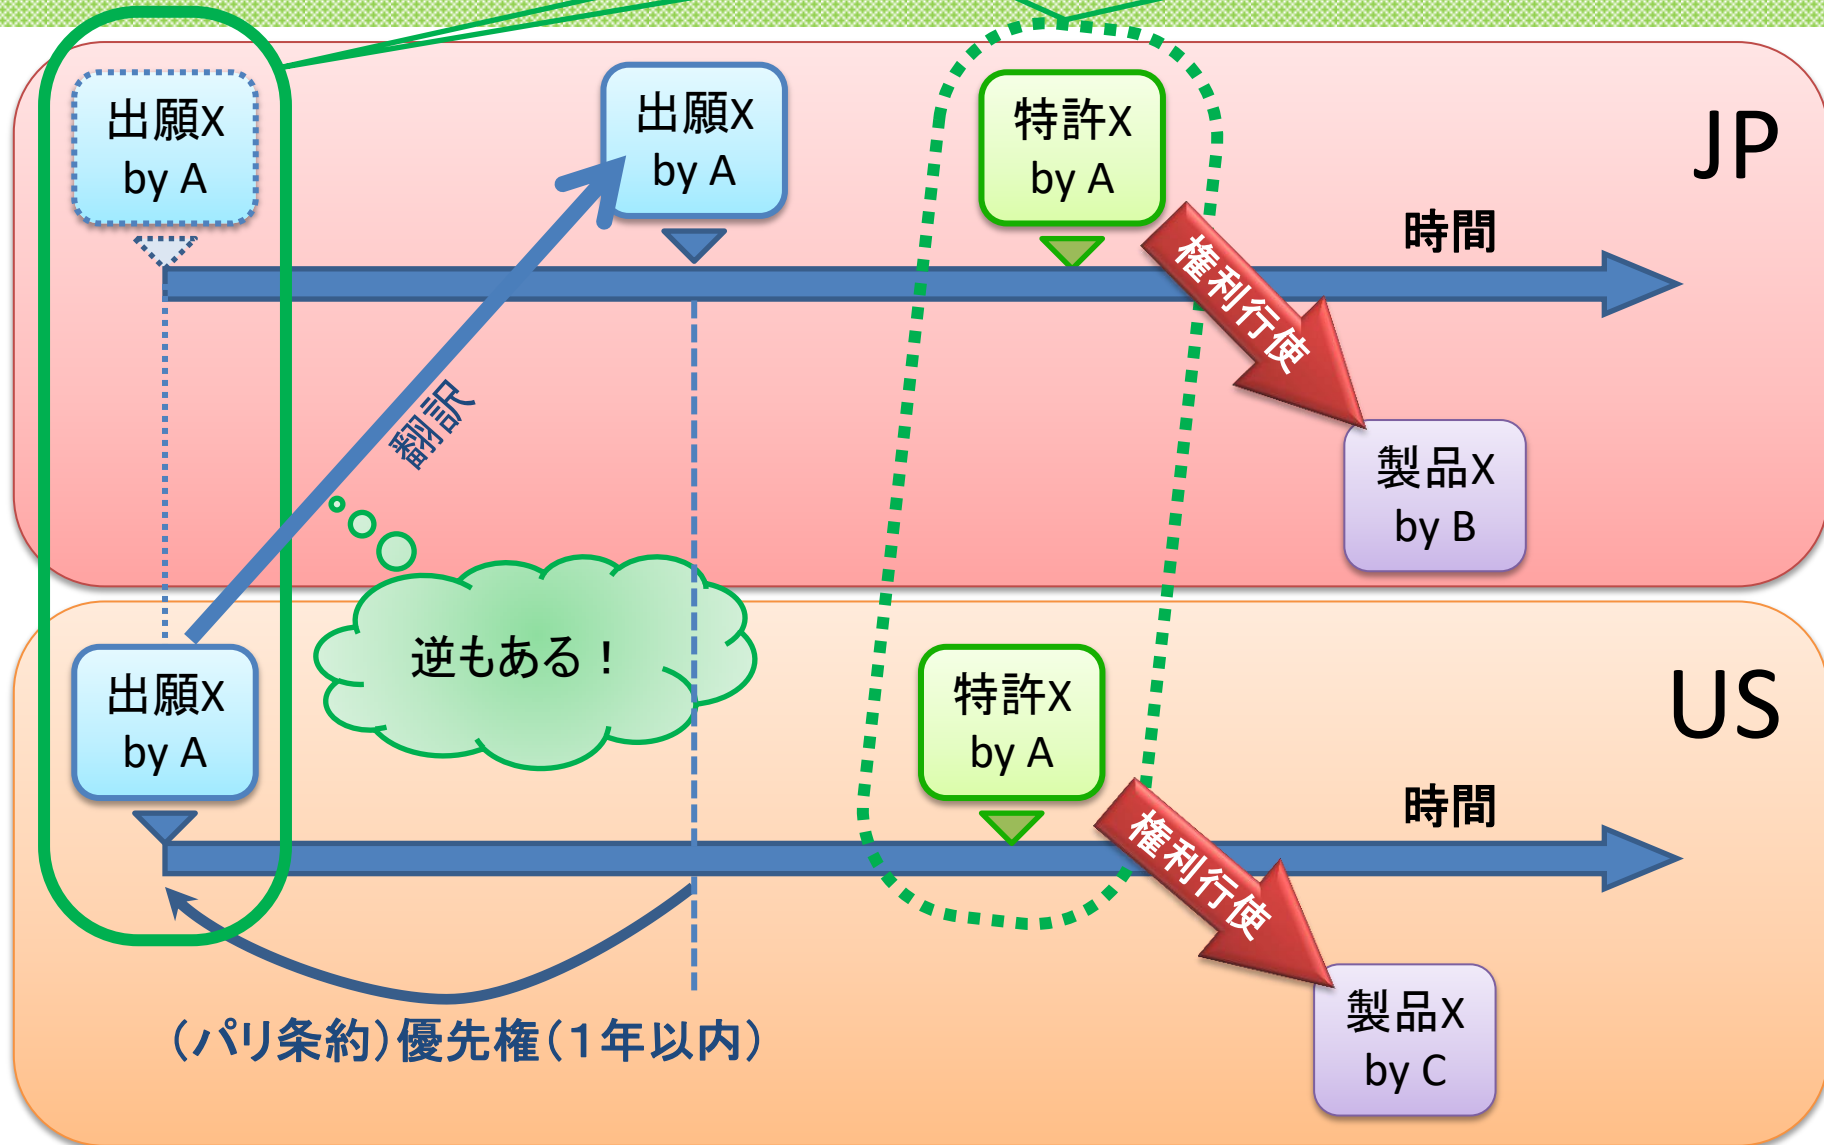 出願X
by A
出願X
by A
特許X
by A
JP
時間
権利行使
翻訳
製品X
by B
逆もある！
出願X
by A
特許X
by A
US
時間
権利行使
（パリ条約）優先権（１年以内）
製品X
by C